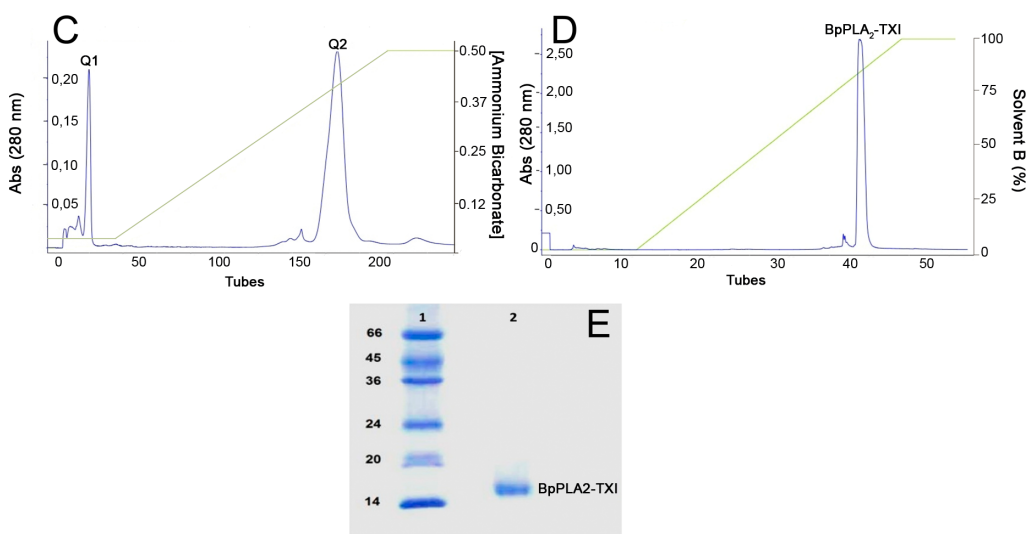 C
Q1
Q2
0,20
0,15
0,10
0,05
Abs (280 nm)
0.50
0.37
0.25
0.12
[Ammonium Bicarbonate]
0 50 100 150 200
Tubes
D
BpPLA₂-TXI
2,50
2,00
1,50
1,00
0,50
0
Abs (280 nm)
100
75
50
25
0
Solvent B (%)
0 10 20 30 40 50
Tubes
E
1 2
66
45
36
24
20
14
BpPLA2-TXI